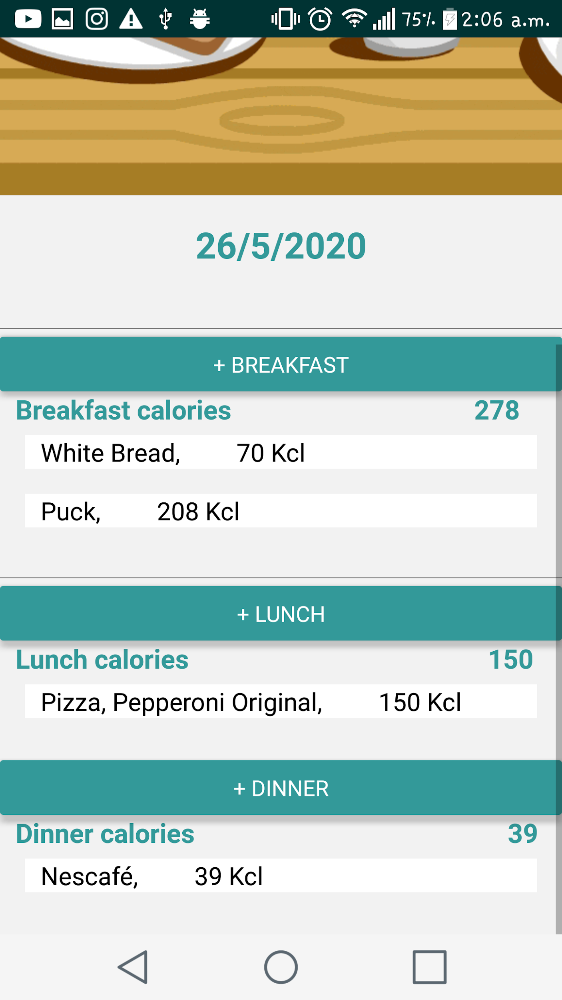 75% 2:06 a.m.
26/5/2020
+ BREAKFAST
Breakfast calories 278
White Bread, 70 Kcl
Puck, 208 Kcl
+ LUNCH
Lunch calories 150
Pizza, Pepperoni Original, 150 Kcl
+ DINNER
Dinner calories 39
Nescafé, 39 Kcl